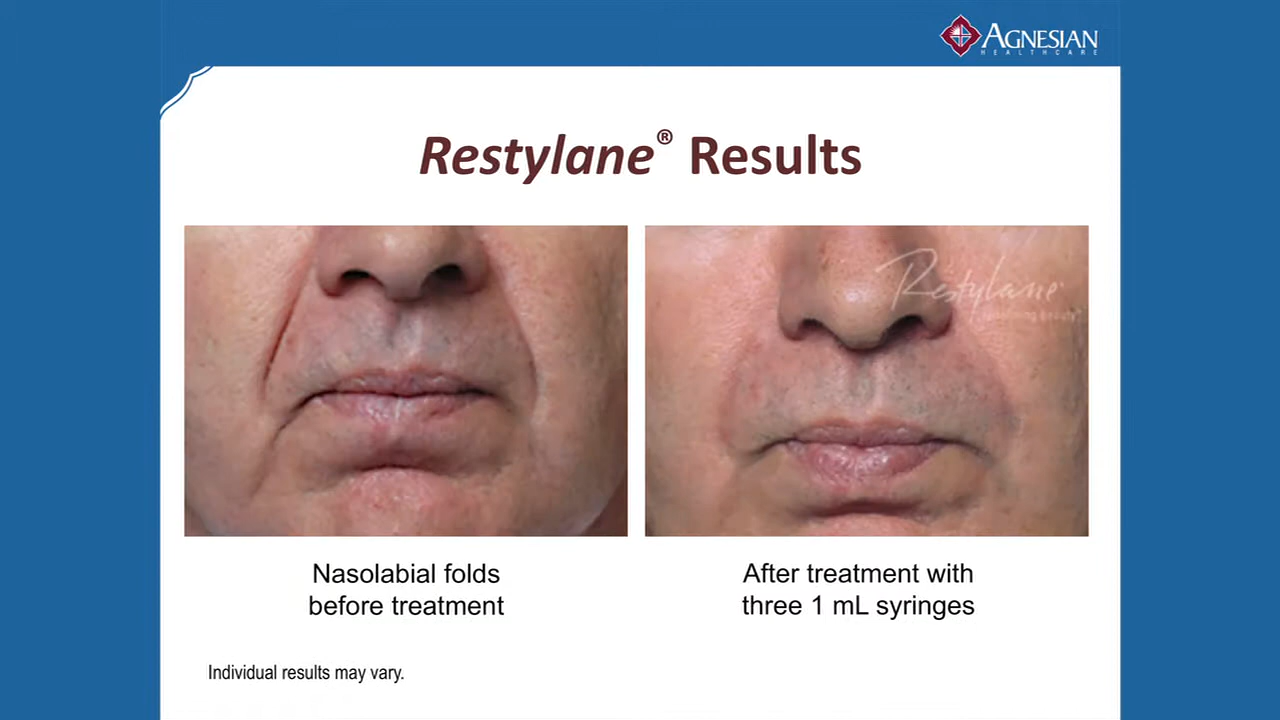 AGNESIAN
HEALTHCARE
Restylane® Results
Restylane
Nasolabial folds
before treatment
After treatment with
three 1 mL syringes
Individual results may vary.